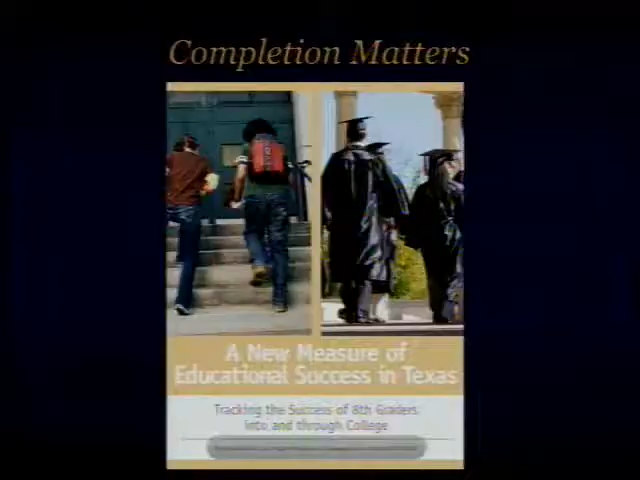 Completion Matters
A New Measure of
Educational Success in Texas
Tracking the Success of 8th Graders
into and through College